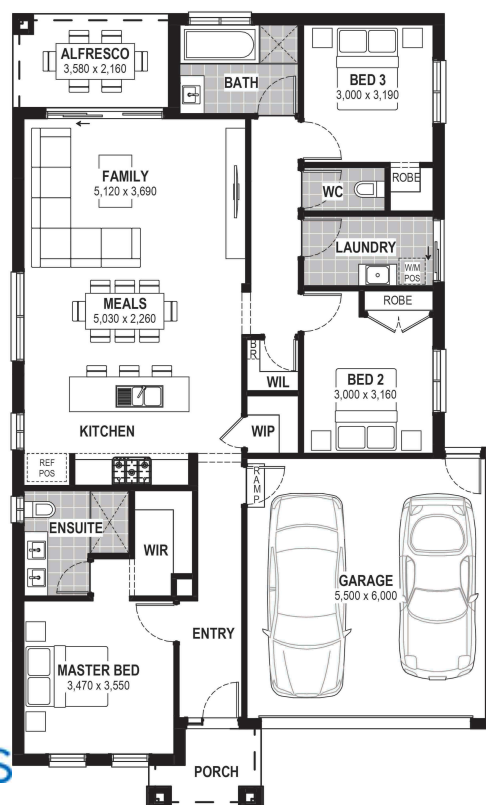 ALFRESCO
3,580 x 2,160
BATH
BED 3
3,000 x 3,190
FAMILY
5,120 x 3,690
WC
ROBE
LAUNDRY
W/M
POS
MEALS
5,030 x 2,260
ROBE
BR
WIL
BED 2
3,000 x 3,160
KITCHEN
WIP
REF
POS
RAMP
ENSUITE
WIR
GARAGE
5,500 x 6,000
ENTRY
MASTER BED
3,470 x 3,550
S
PORCH